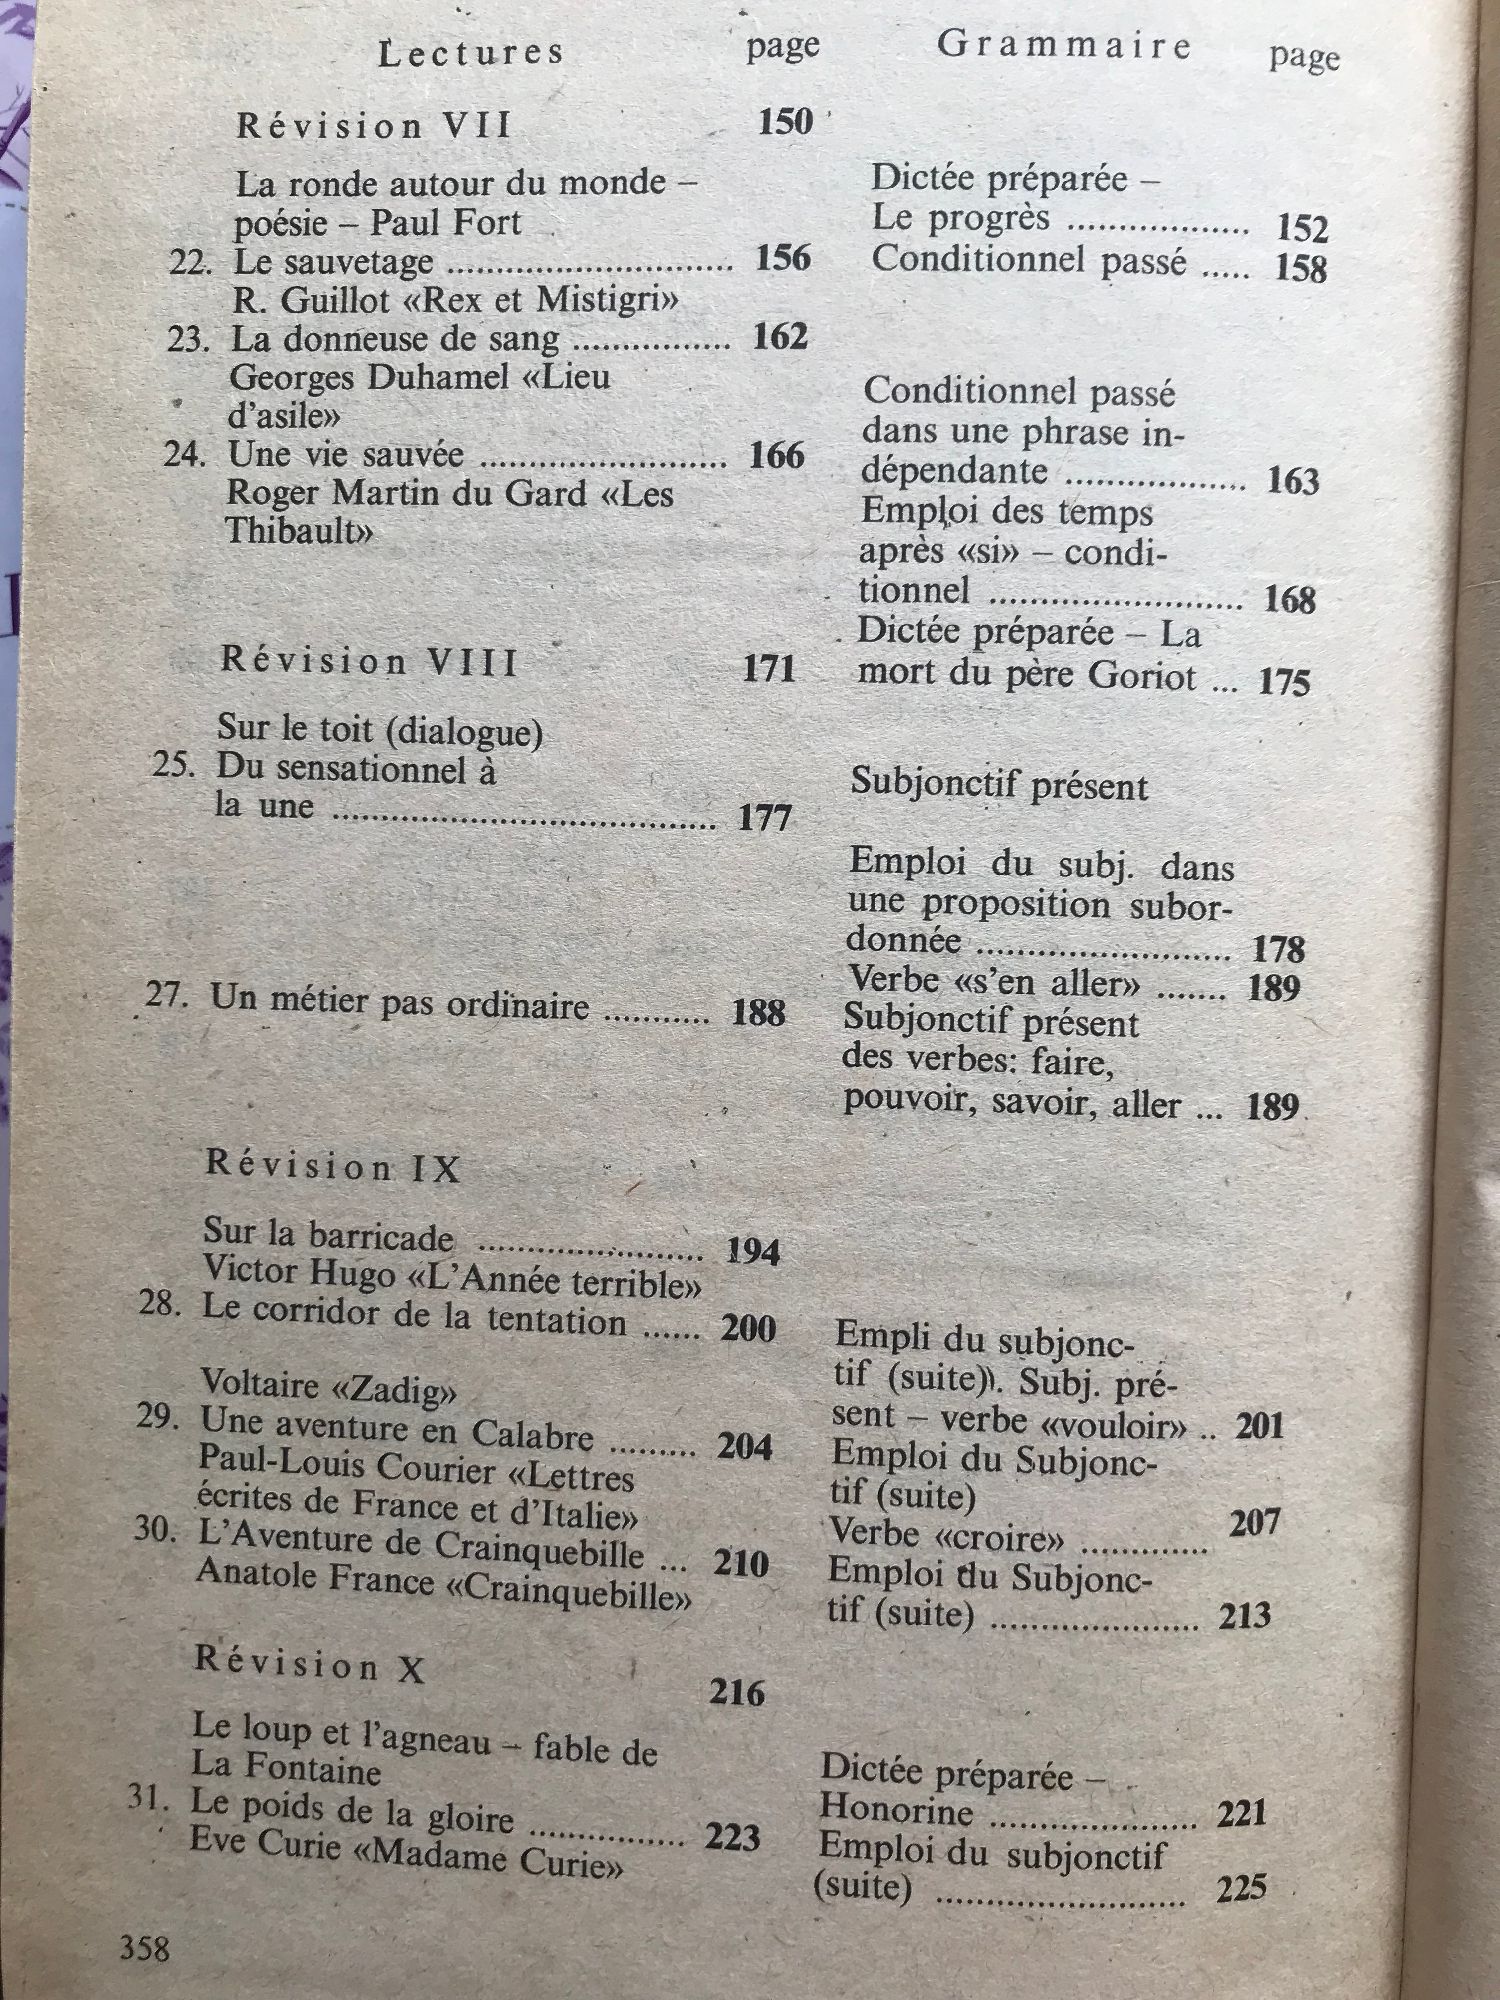 Lectures page
Révision VII 150
La ronde autour du monde –
poésie – Paul Fort
22. Le sauvetage ............................. 156
R. Guillot «Rex et Mistigri»
23. La donneuse de sang ................ 162
Georges Duhamel «Lieu
d'asile»
24. Une vie sauvée ......................... 166
Roger Martin du Gard «Les
Thibault»
Révision VIII 171
Sur le toit (dialogue)
25. Du sensationnel à
la une ....................................... 177
27. Un métier pas ordinaire ........... 188
Révision IX
Sur la barricade ....................... 194
Victor Hugo «L'Année terrible»
28. Le corridor de la tentation ...... 200
Voltaire «Zadig»
29. Une aventure en Calabre ......... 204
Paul-Louis Courier «Lettres
écrites de France et d'Italie»
30. L'Aventure de Crainquebille ... 210
Anatole France «Crainquebille»
Révision X
216
Le loup et l'agneau – fable de
La Fontaine
31. Le poids de la gloire ................ 223
Eve Curie «Madame Curie»
Grammaire page
Dictée préparée –
Le progrès .................. 152
Conditionnel passé ..... 158
Conditionnel passé
dans une phrase in-
dépendante .................. 163
Emploi des temps
après «si» – condi-
tionnel ......................... 168
Dictée préparée – La
mort du père Goriot ... 175
Subjonctif présent
Emploi du subj. dans
une proposition subor-
donnée ......................... 178
Verbe «s'en aller» ....... 189
Subjonctif présent
des verbes: faire,
pouvoir, savoir, aller ... 189
Empli du subjonc-
tif (suite)). Subj. pré-
sent – verbe «vouloir» .. 201
Emploi du Subjonc-
tif (suite)
Verbe «croire» ............. 207
Emploi du Subjonc-
tif (suite) ..................... 213
Dictée préparée –
Honorine ..................... 221
Emploi du subjonctif
(suite) ......................... 225
358